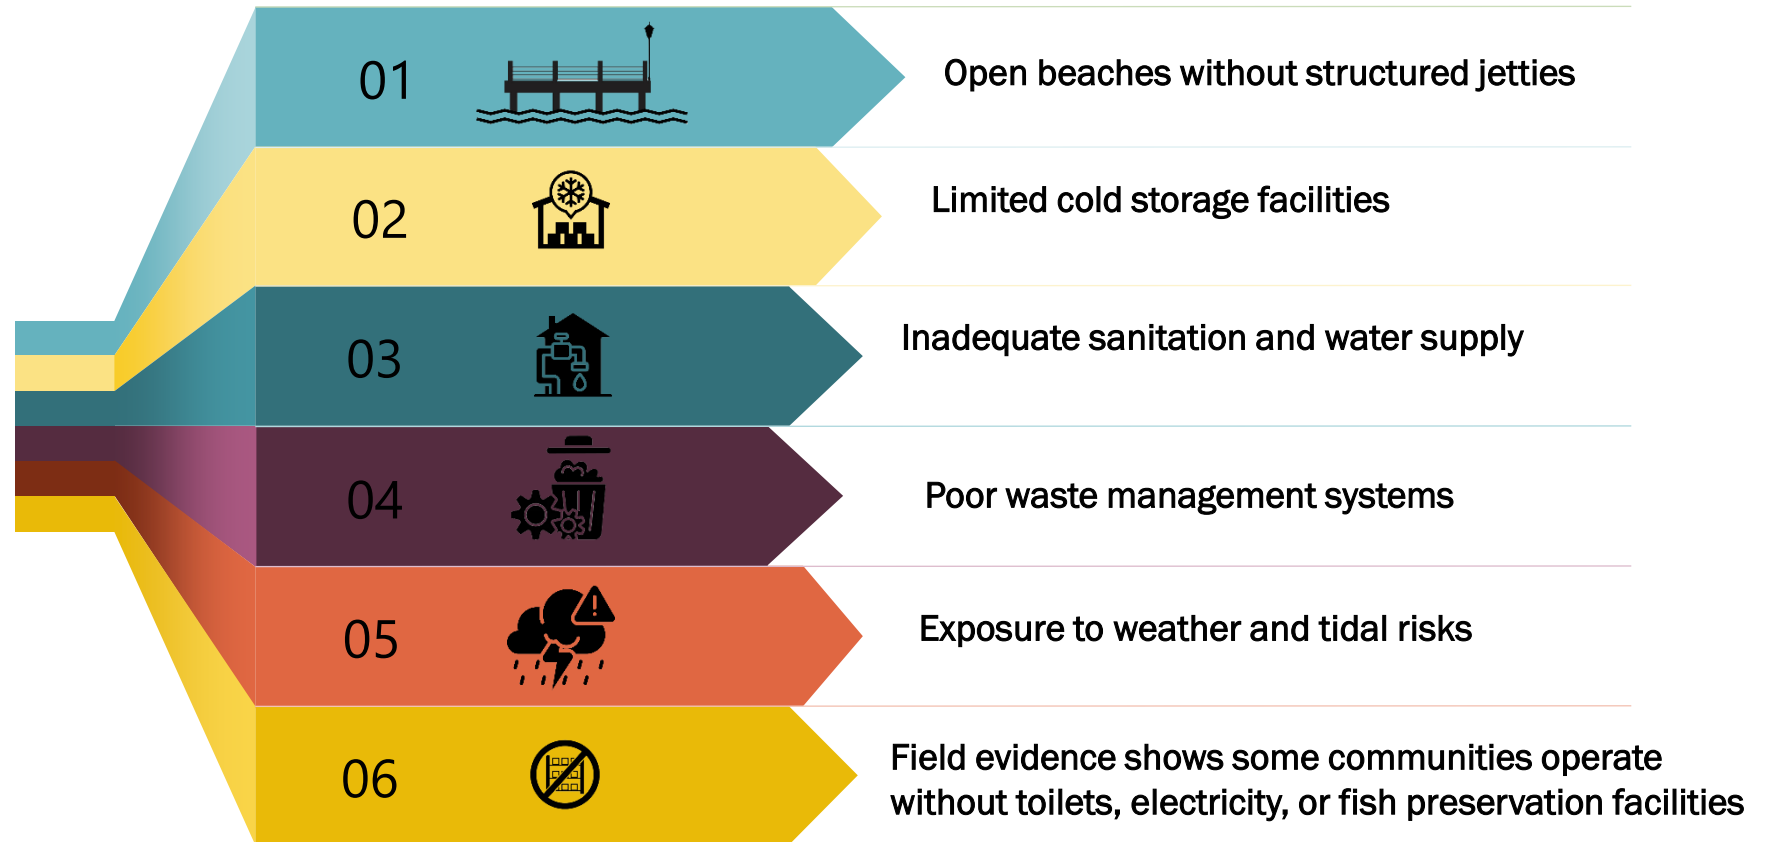 01
Open beaches without structured jetties
02
Limited cold storage facilities
03
Inadequate sanitation and water supply
04
Poor waste management systems
05
Exposure to weather and tidal risks
06
Field evidence shows some communities operate
without toilets, electricity, or fish preservation facilities